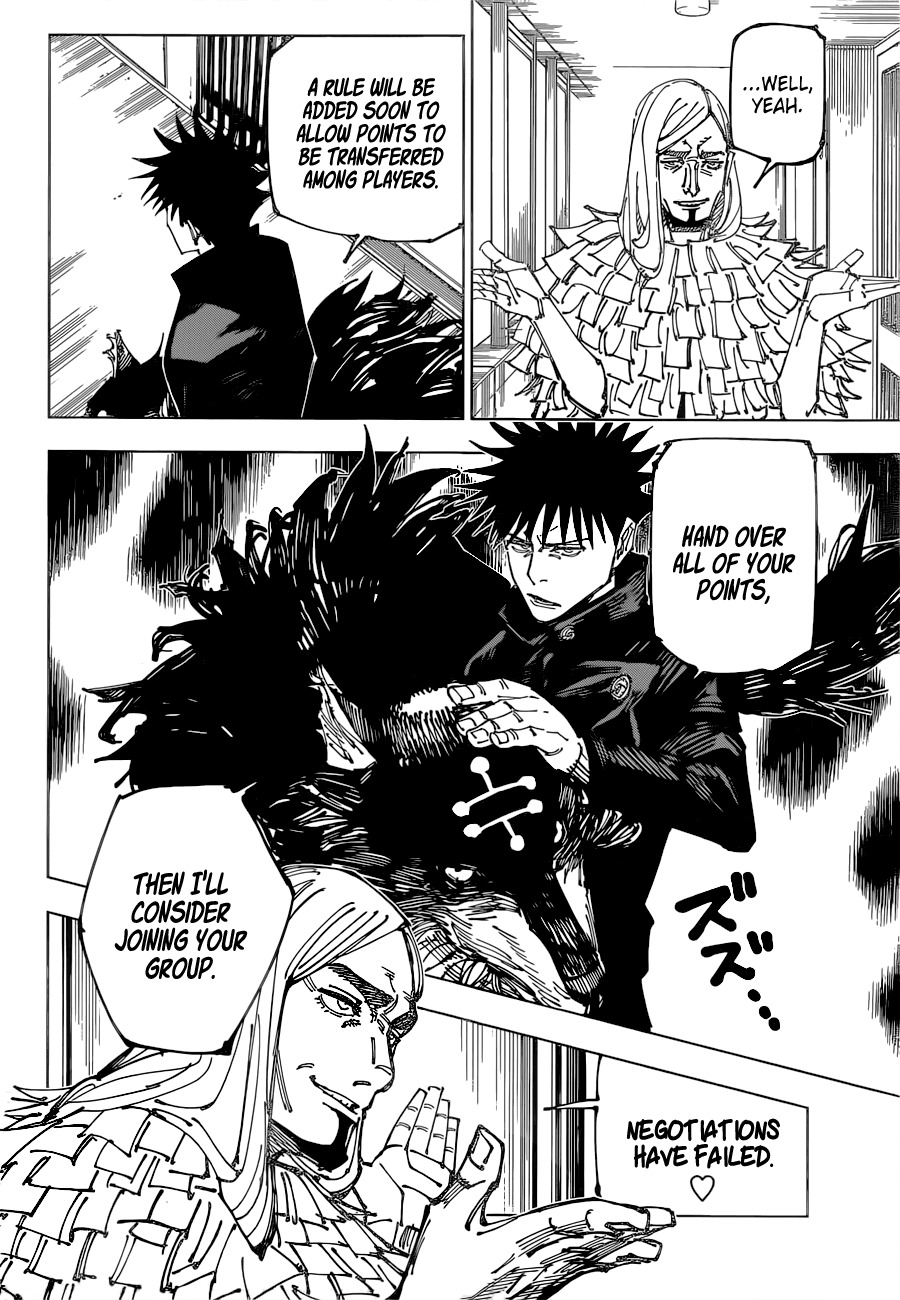 ...WELL,
YEAH.
A RULE WILL BE
ADDED SOON TO
ALLOW POINTS TO
BE TRANSFERRED
AMONG PLAYERS.
HAND OVER
ALL OF YOUR
POINTS,
ズズ…
THEN I'LL
CONSIDER
JOINING YOUR
GROUP.
NEGOTIATIONS
HAVE FAILED.
♡